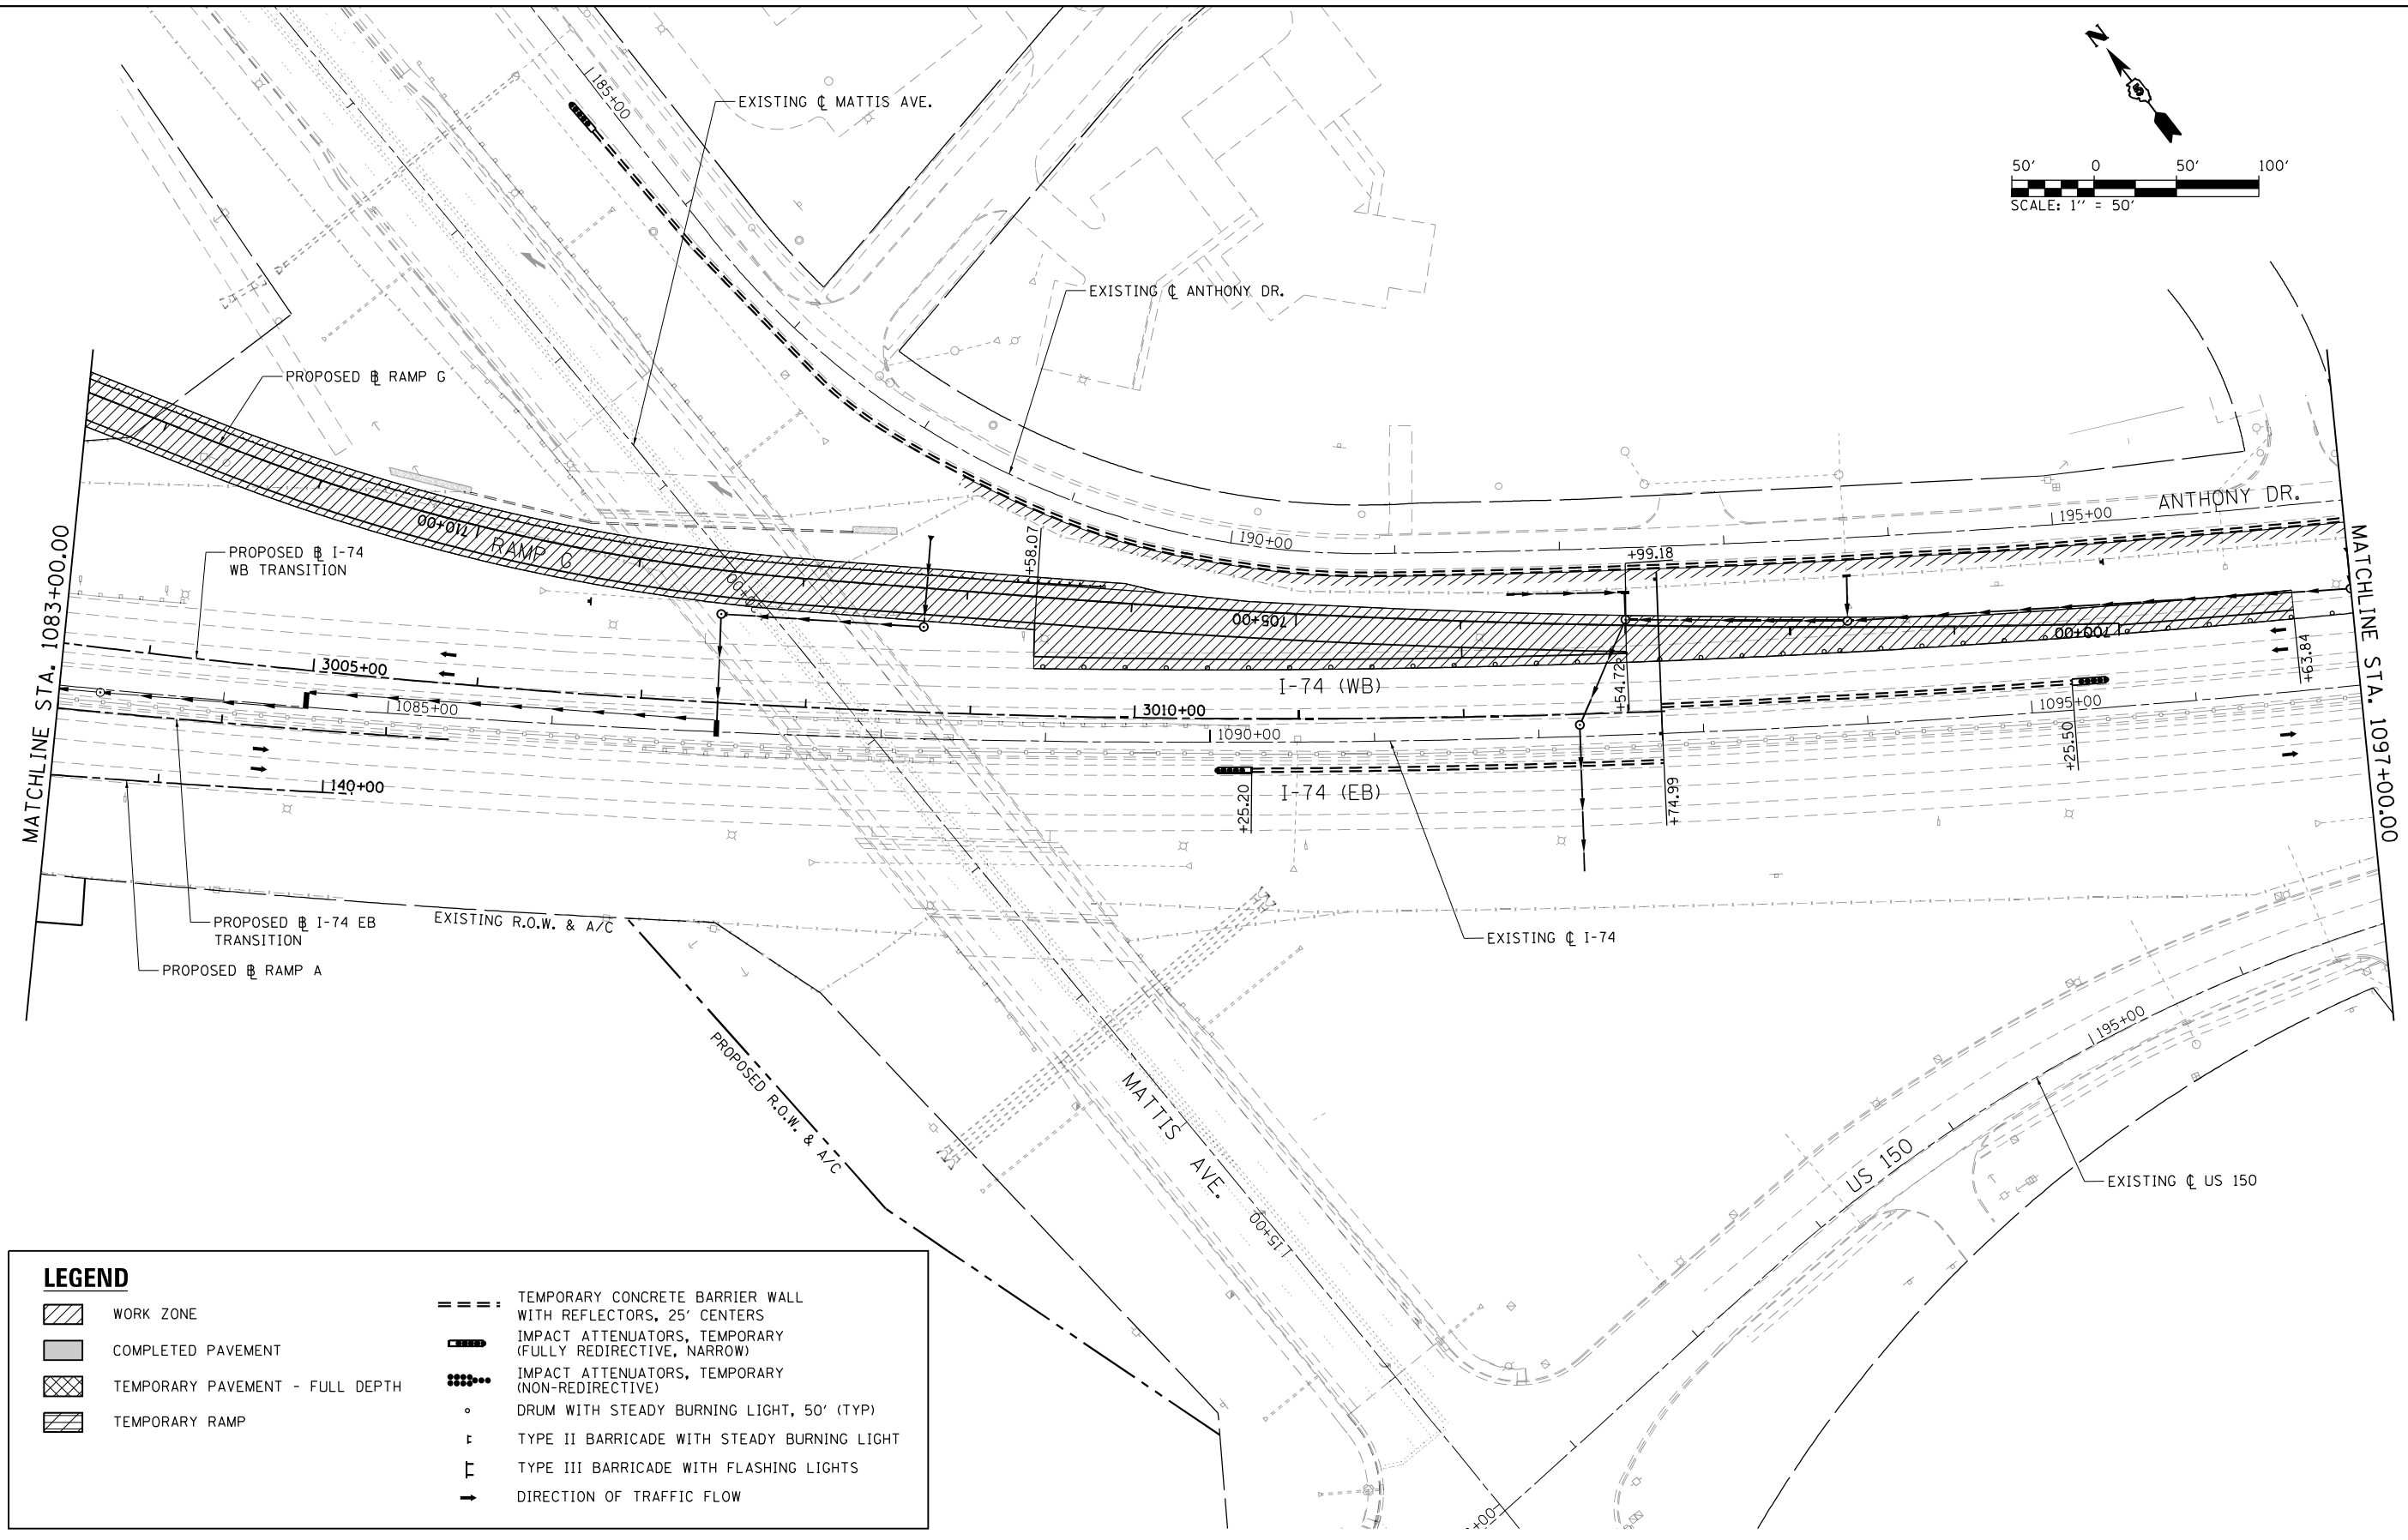 N
50' 0 50' 100'
SCALE: 1'' = 50'
185+00
EXISTING ℄ MATTIS AVE.
EXISTING ℄ ANTHONY DR.
PROPOSED ⅊ RAMP G
ANTHONY DR.
195+00
190+00
710+00
RAMP G
+58.07
+99.18
PROPOSED ⅊ I-74
WB TRANSITION
MATCHLINE STA. 1083+00.00
MATCHLINE STA. 1097+00.00
705+00
700+00
+63.84
+54.72
3005+00
I-74 (WB)
1085+00
3010+00
1095+00
1090+00
+25.50
140+00
I-74 (EB)
+25.20
+74.99
PROPOSED ⅊ I-74 EB
TRANSITION
EXISTING R.O.W. & A/C
EXISTING ℄ I-74
PROPOSED ⅊ RAMP A
195+00
PROPOSED R.O.W. & A/C
MATTIS AVE.
US 150
EXISTING ℄ US 150
115+00
LEGEND
WORK ZONE
COMPLETED PAVEMENT
TEMPORARY PAVEMENT - FULL DEPTH
TEMPORARY RAMP
TEMPORARY CONCRETE BARRIER WALL
WITH REFLECTORS, 25' CENTERS
IMPACT ATTENUATORS, TEMPORARY
(FULLY REDIRECTIVE, NARROW)
IMPACT ATTENUATORS, TEMPORARY
(NON-REDIRECTIVE)
DRUM WITH STEADY BURNING LIGHT, 50' (TYP)
TYPE II BARRICADE WITH STEADY BURNING LIGHT
TYPE III BARRICADE WITH FLASHING LIGHTS
DIRECTION OF TRAFFIC FLOW